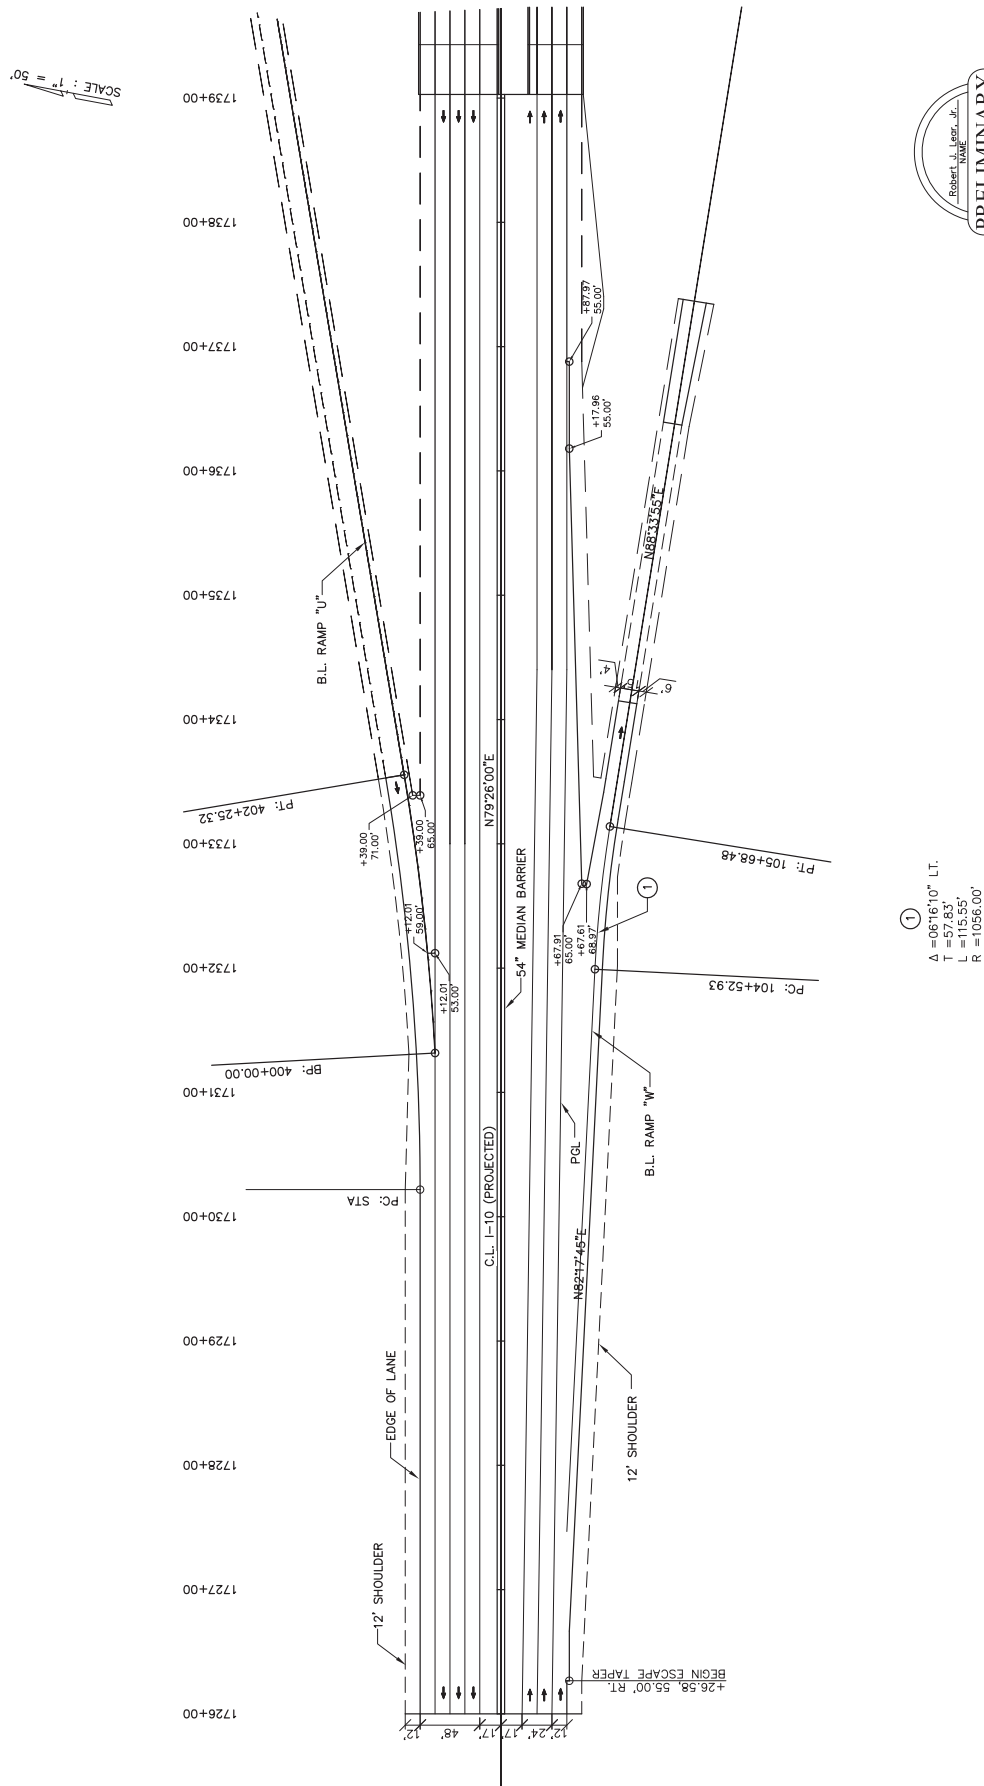 SCALE : 1" = 50'
1739+00
1738+00
1737+00
1736+00
1735+00
1734+00
1733+00
1732+00
1731+00
1730+00
1729+00
1728+00
1727+00
1726+00
Robert J. Lear, Jr.
NAME
PRELIMINARY
+87.97
55.00'
+17.96
55.00'
N88°33'55"E
B.L. RAMP "U"
4'
15'
6'
PT: 402+25.32
+39.00
71.00'
+39.00
65.00'
N79°26'00"E
PT: 105+68.48
1
+12.01
59.00'
+12.01
53.00'
54" MEDIAN BARRIER
+67.91
65.00'
+67.61
68.97'
PC: 104+52.93
1
Δ =06°16'10" LT.
T =57.83'
L =115.55'
R =1056.00'
BP: 400+00.00
B.L. RAMP "W"
PGL
C.L. I-10 (PROJECTED)
PC: STA
N82°17'45"E
EDGE OF LANE
12' SHOULDER
12' SHOULDER
+26.58, 55.00' RT.
BEGIN ESCAPE TAPER
12'
48'
17'
17'
24'
12'